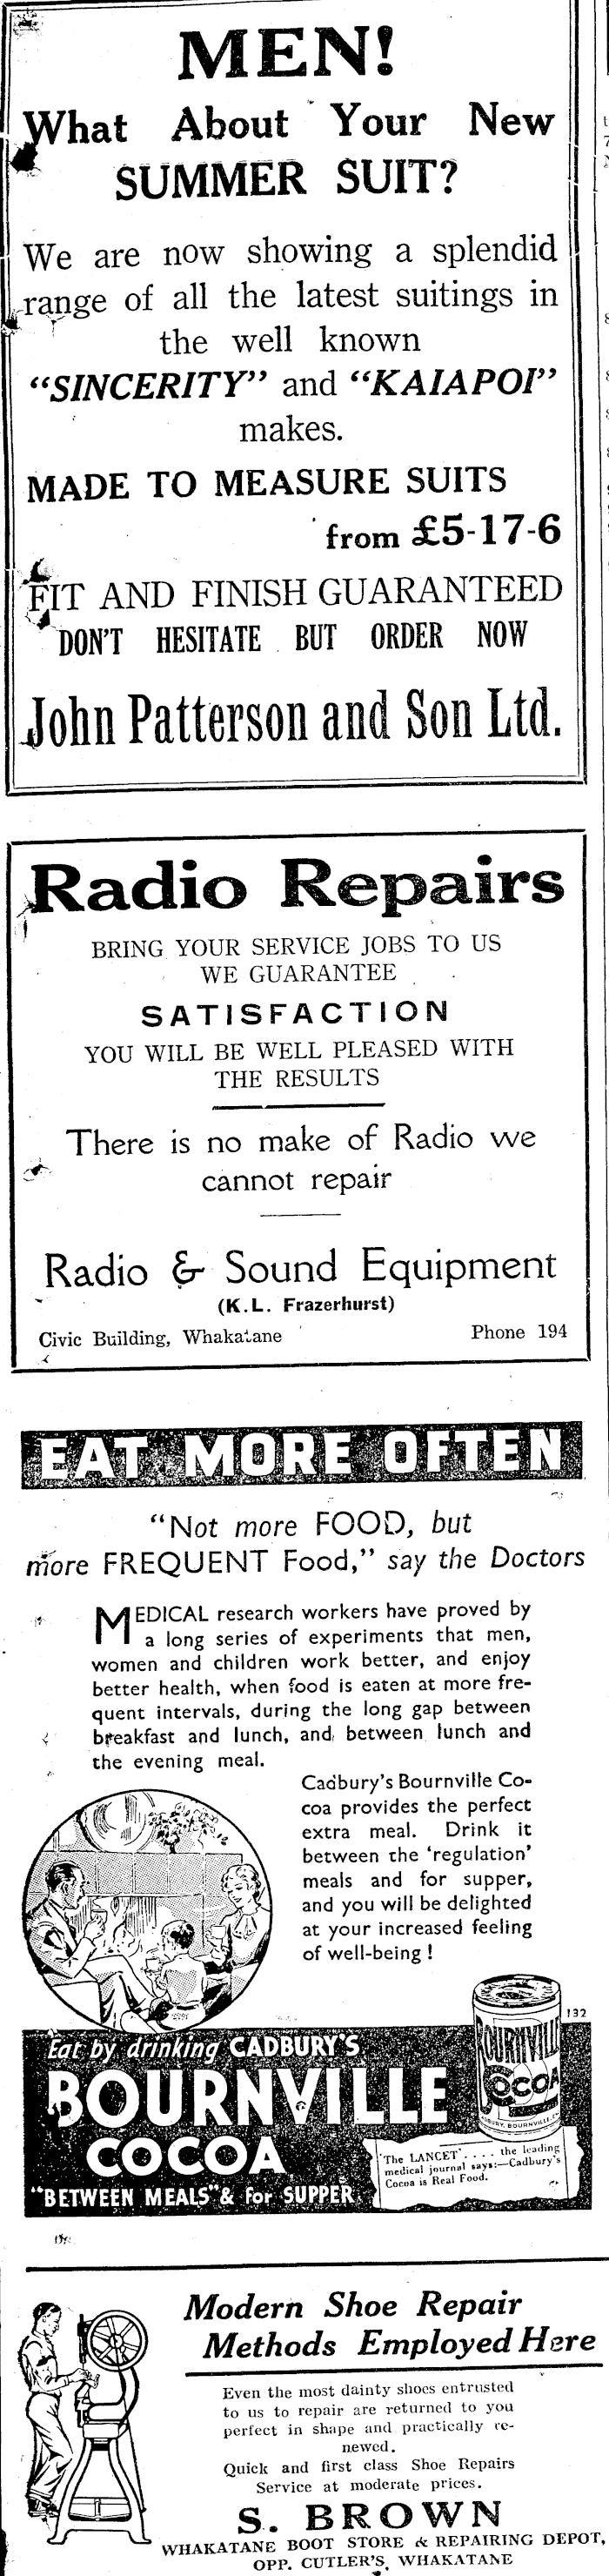 MEN!
What About Your New
SUMMER SUIT?
We are now showing a splendid
range of all the latest suitings in
the well known
"SINCERITY" and "KAIAPOI"
makes.
MADE TO MEASURE SUITS
from £5-17-6
FIT AND FINISH GUARANTEED
DON'T HESITATE BUT ORDER NOW
John Patterson and Son Ltd.
Radio Repairs
BRING YOUR SERVICE JOBS TO US
WE GUARANTEE
SATISFACTION
YOU WILL BE WELL PLEASED WITH
THE RESULTS
There is no make of Radio we
cannot repair
Radio & Sound Equipment
(K.L. Frazerhurst)
Civic Building, Whakatane Phone 194
EAT MORE OFTEN
"Not more FOOD, but
more FREQUENT Food," say the Doctors
MEDICAL research workers have proved by
a long series of experiments that men,
women and children work better, and enjoy
better health, when food is eaten at more fre-
quent intervals, during the long gap between
breakfast and lunch, and between lunch and
the evening meal.
Cadbury's Bournville Co-
coa provides the perfect
extra meal. Drink it
between the 'regulation'
meals and for supper,
and you will be delighted
at your increased feeling
of well-being!
132
Eat by drinking CADBURY'S
BOURNVILLE
COCOA
"BETWEEN MEALS" & for SUPPER
BOURNVILLE
COCOA
'The LANCET' .... the leading
medical journal says:—Cadbury's
Cocoa is Real Food.
Modern Shoe Repair
Methods Employed Here
Even the most dainty shoes entrusted
to us to repair are returned to you
perfect in shape and practically re-
newed.
Quick and first class Shoe Repairs
Service at moderate prices.
S. BROWN
WHAKATANE BOOT STORE & REPAIRING DEPOT,
OPP. CUTLER'S, WHAKATANE